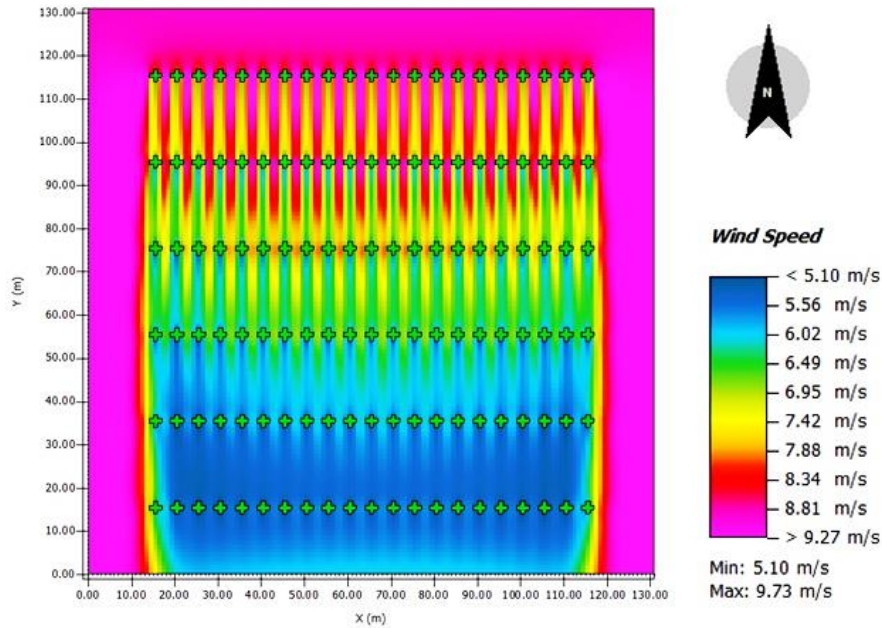 130.00
120.00
110.00
100.00
90.00
80.00
70.00
60.00
50.00
40.00
30.00
20.00
10.00
0.00
Y (m)
0.00 10.00 20.00 30.00 40.00 50.00 60.00 70.00 80.00 90.00 100.00 110.00 120.00 130.00
X (m)
N
Wind Speed
< 5.10 m/s
5.56 m/s
6.02 m/s
6.49 m/s
6.95 m/s
7.42 m/s
7.88 m/s
8.34 m/s
8.81 m/s
> 9.27 m/s
Min: 5.10 m/s
Max: 9.73 m/s